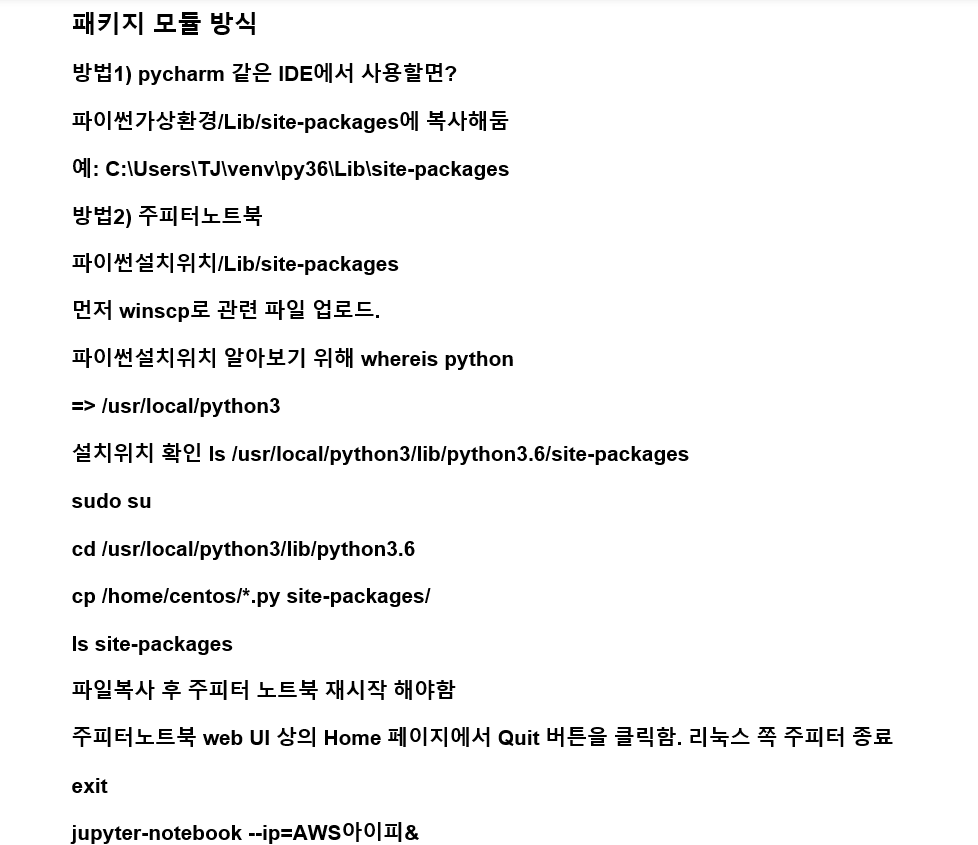 패키지 모듈 방식
방법1) pycharm 같은 IDE에서 사용할면?
파이썬가상환경/Lib/site-packages에 복사해둠
예: C:\Users\TJ\venv\py36\Lib\site-packages
방법2) 주피터노트북
파이썬설치위치/Lib/site-packages
먼저 winscp로 관련 파일 업로드.
파이썬설치위치 알아보기 위해 whereis python
=> /usr/local/python3
설치위치 확인 ls /usr/local/python3/lib/python3.6/site-packages
sudo su
cd /usr/local/python3/lib/python3.6
cp /home/centos/*.py site-packages/
ls site-packages
파일복사 후 주피터 노트북 재시작 해야함
주피터노트북 web UI 상의 Home 페이지에서 Quit 버튼을 클릭함. 리눅스 쪽 주피터 종료
exit
jupyter-notebook --ip=AWS아이피&